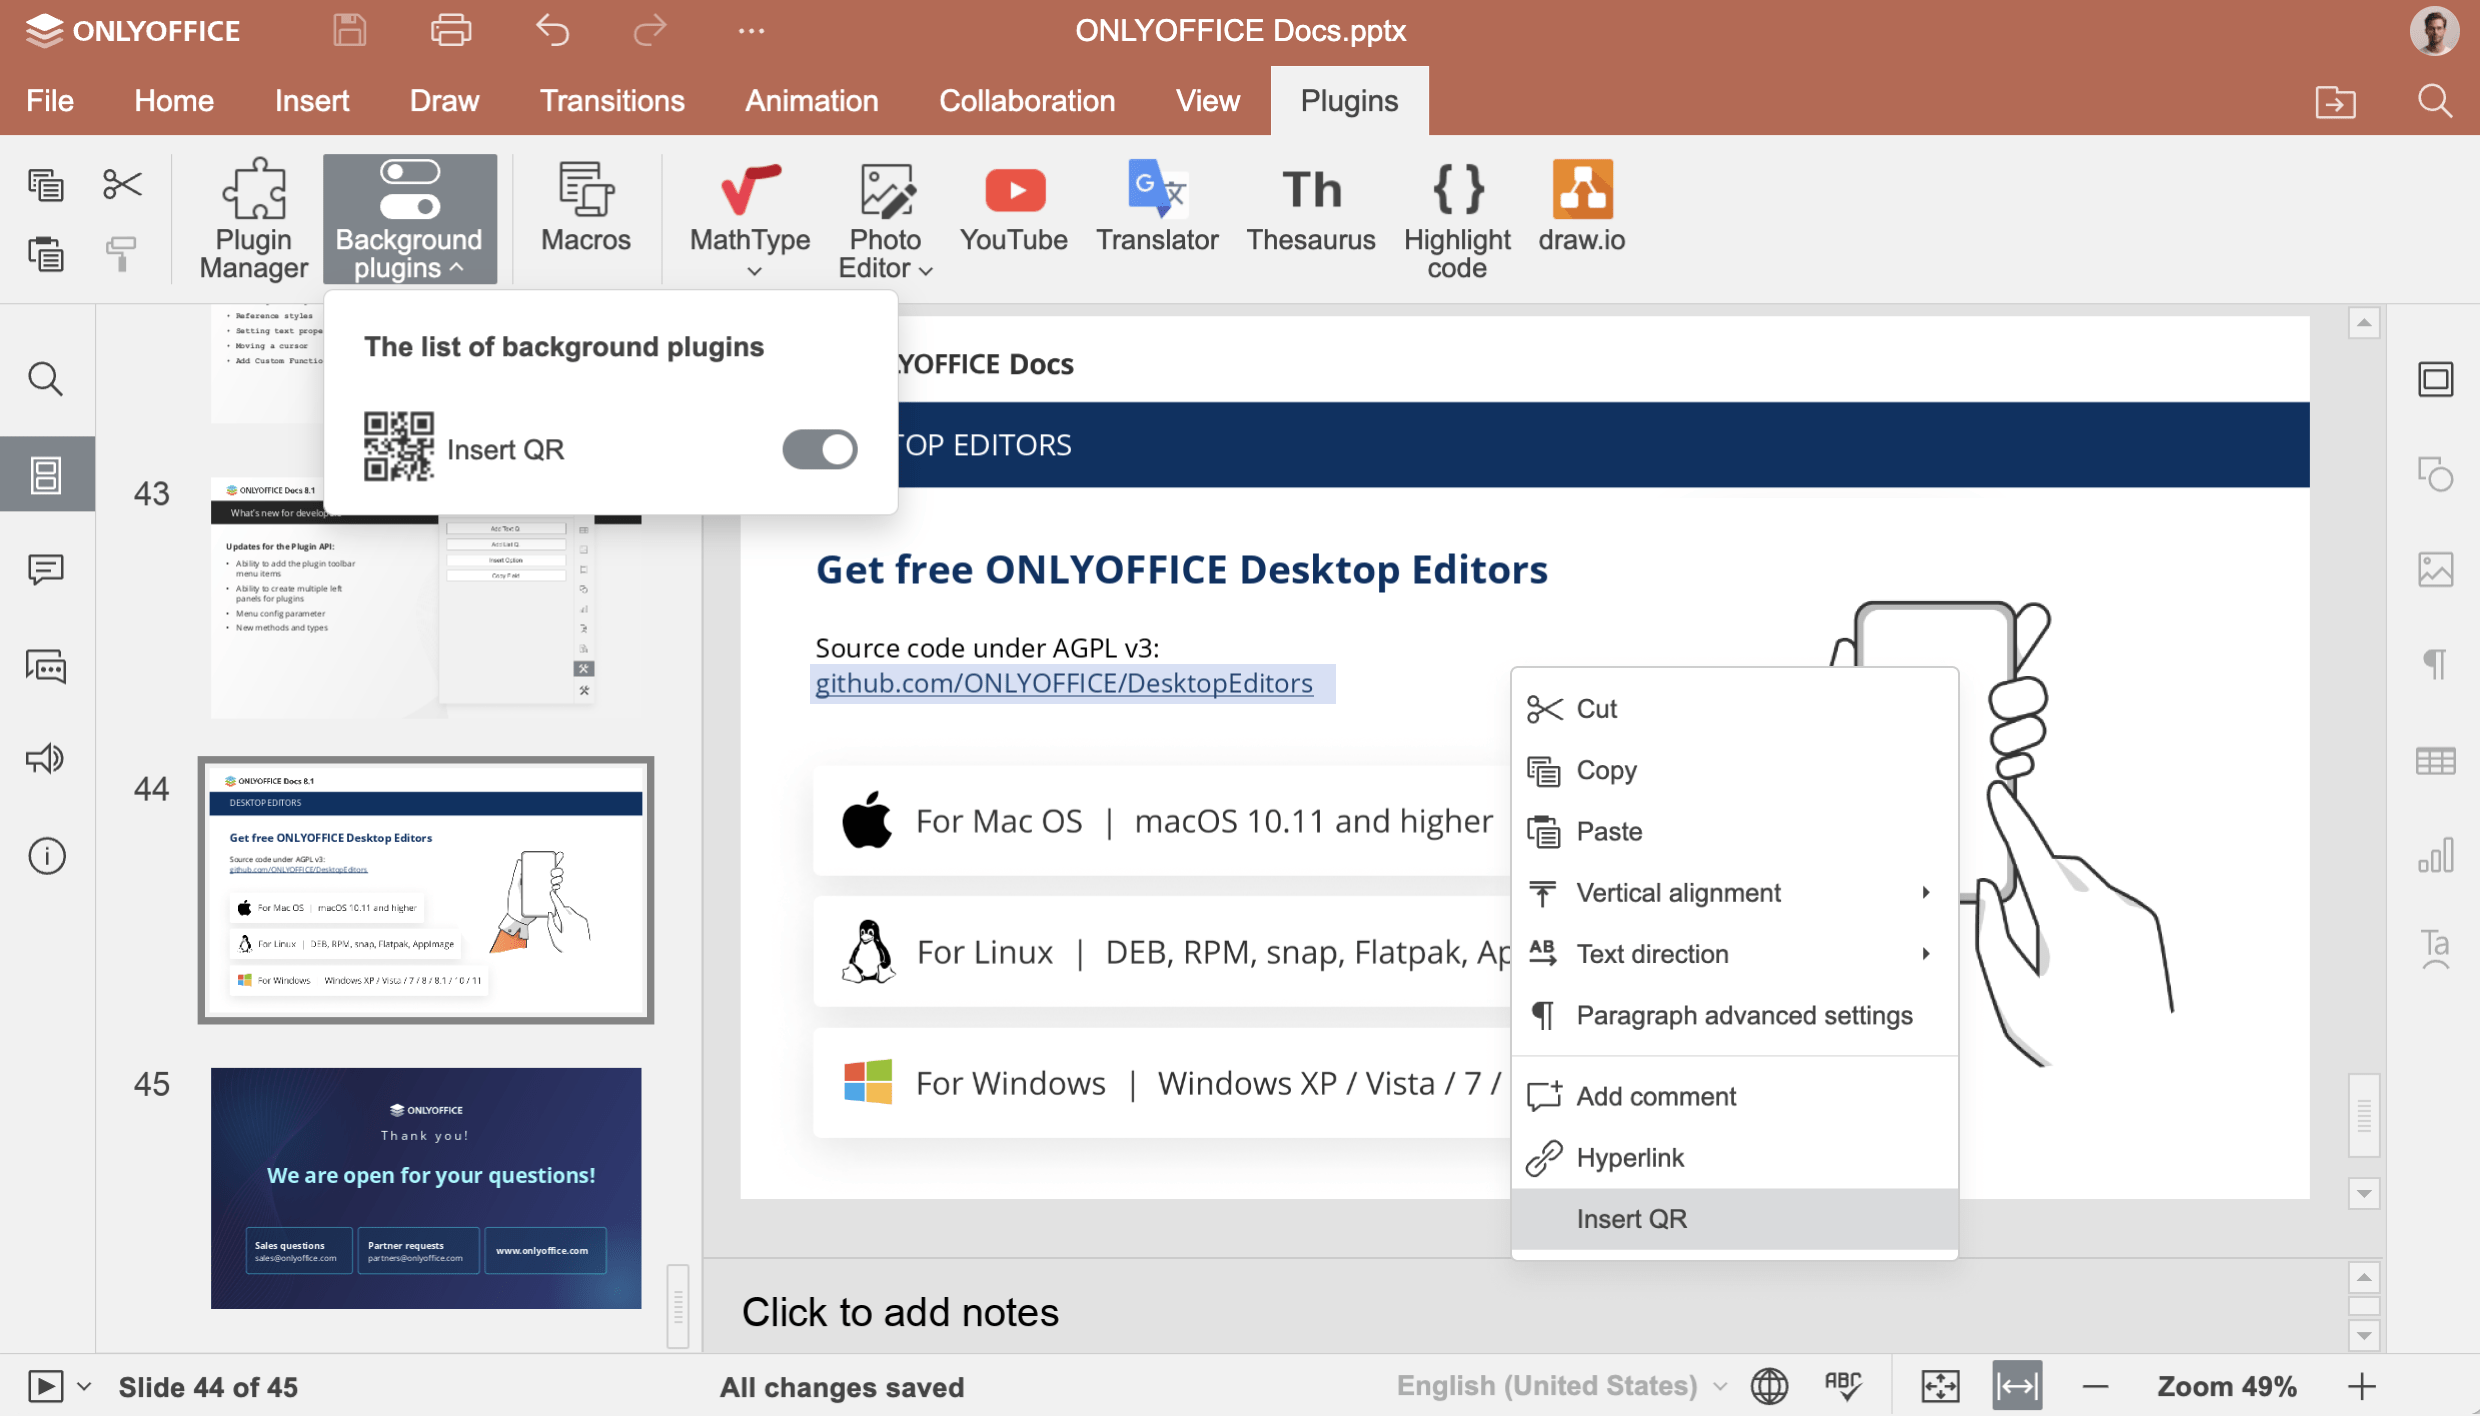 ONLYOFFICE
ONLYOFFICE Docs.pptx
File Home Insert Draw Transitions Animation Collaboration View Plugins
Plugin Manager
Background plugins
Macros
MathType
Photo Editor
YouTube
Translator
Th
Thesaurus
Highlight code
draw.io
The list of background plugins
Insert QR
• Reference styles
• Setting text prope
• Moving a cursor
• Add Custom Functio
43
ONLYOFFICE Docs 8.1
What's new for develop
Updates for the Plugin API:
• Ability to add the plugin toolbar
menu items
• Ability to create multiple left
panels for plugins
• Menu config parameter
• New methods and types
Insert Option
Copy Field
44
ONLYOFFICE Docs 8.1
DESKTOP EDITORS
Get free ONLYOFFICE Desktop Editors
Source code under AGPL v3:
github.com/ONLYOFFICE/DesktopEditors
For Mac OS | macOS 10.11 and higher
For Linux | DEB, RPM, snap, Flatpak, AppImage
For Windows | Windows XP / Vista / 7 / 8 / 8.1 / 10 / 11
45
ONLYOFFICE
Thank you!
We are open for your questions!
Sales questions
sales@onlyoffice.com
Partner requests
partners@onlyoffice.com
www.onlyoffice.com
YOFFICE Docs
TOP EDITORS
Get free ONLYOFFICE Desktop Editors
Source code under AGPL v3:
github.com/ONLYOFFICE/DesktopEditors
For Mac OS | macOS 10.11 and higher
For Linux | DEB, RPM, snap, Flatpak, Ap
For Windows | Windows XP / Vista / 7 /
Cut
Copy
Paste
Vertical alignment
AB Text direction
Paragraph advanced settings
Add comment
Hyperlink
Insert QR
Ta
Click to add notes
Slide 44 of 45
All changes saved
English (United States)
ABC
Zoom 49%